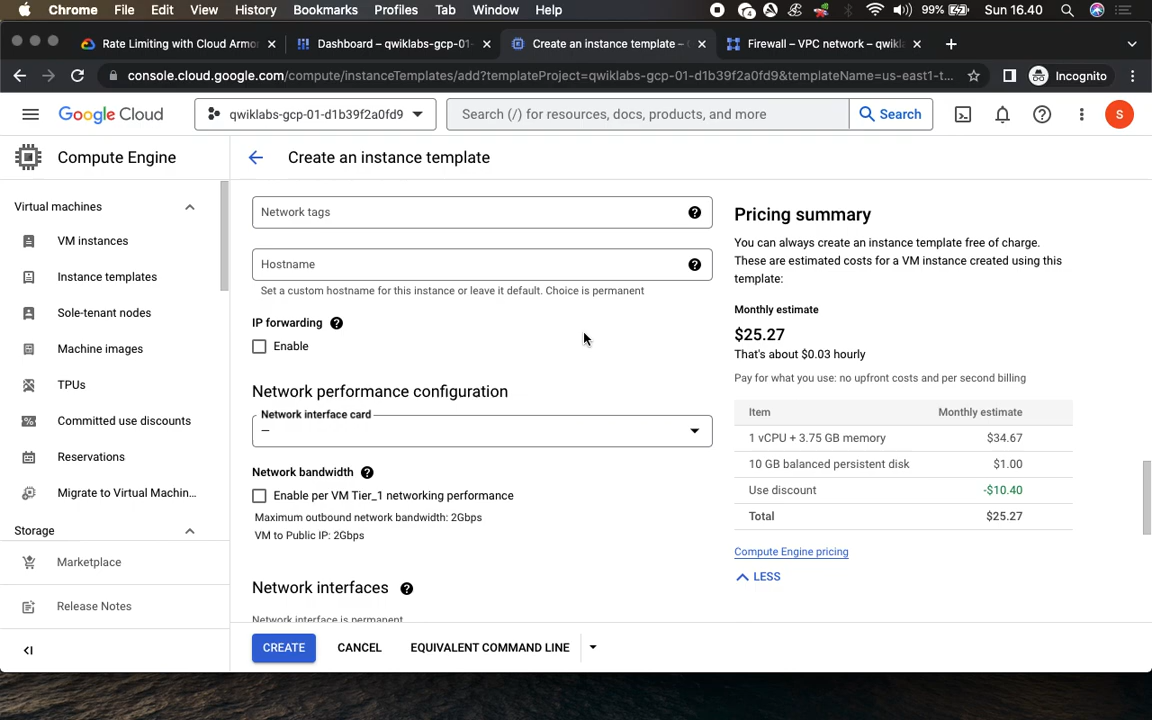 Chrome File Edit View History Bookmarks Profiles Tab Window Help 99% Sun 16.40
Rate Limiting with Cloud Armor
Dashboard – qwiklabs-gcp-01-
Create an instance template –
Firewall – VPC network – qwikl
console.cloud.google.com/compute/instanceTemplates/add?templateProject=qwiklabs-gcp-01-d1b39f2a0fd9&templateName=us-east1-t...
Incognito
Google Cloud
qwiklabs-gcp-01-d1b39f2a0fd9
Search (/) for resources, docs, products, and more
Search
S
Compute Engine
Create an instance template
Virtual machines
VM instances
Instance templates
Sole-tenant nodes
Machine images
TPUs
Committed use discounts
Reservations
Migrate to Virtual Machin...
Storage
Marketplace
Release Notes
Network tags
Hostname
Set a custom hostname for this instance or leave it default. Choice is permanent
IP forwarding
Enable
Network performance configuration
Network interface card
—
Network bandwidth
Enable per VM Tier_1 networking performance
Maximum outbound network bandwidth: 2Gbps
VM to Public IP: 2Gbps
Network interfaces
Network interface is permanent
CREATE
CANCEL
EQUIVALENT COMMAND LINE
Pricing summary
You can always create an instance template free of charge.
These are estimated costs for a VM instance created using this
template:
Monthly estimate
$25.27
That's about $0.03 hourly
Pay for what you use: no upfront costs and per second billing
Item Monthly estimate
1 vCPU + 3.75 GB memory $34.67
10 GB balanced persistent disk $1.00
Use discount -$10.40
Total $25.27
Compute Engine pricing
LESS